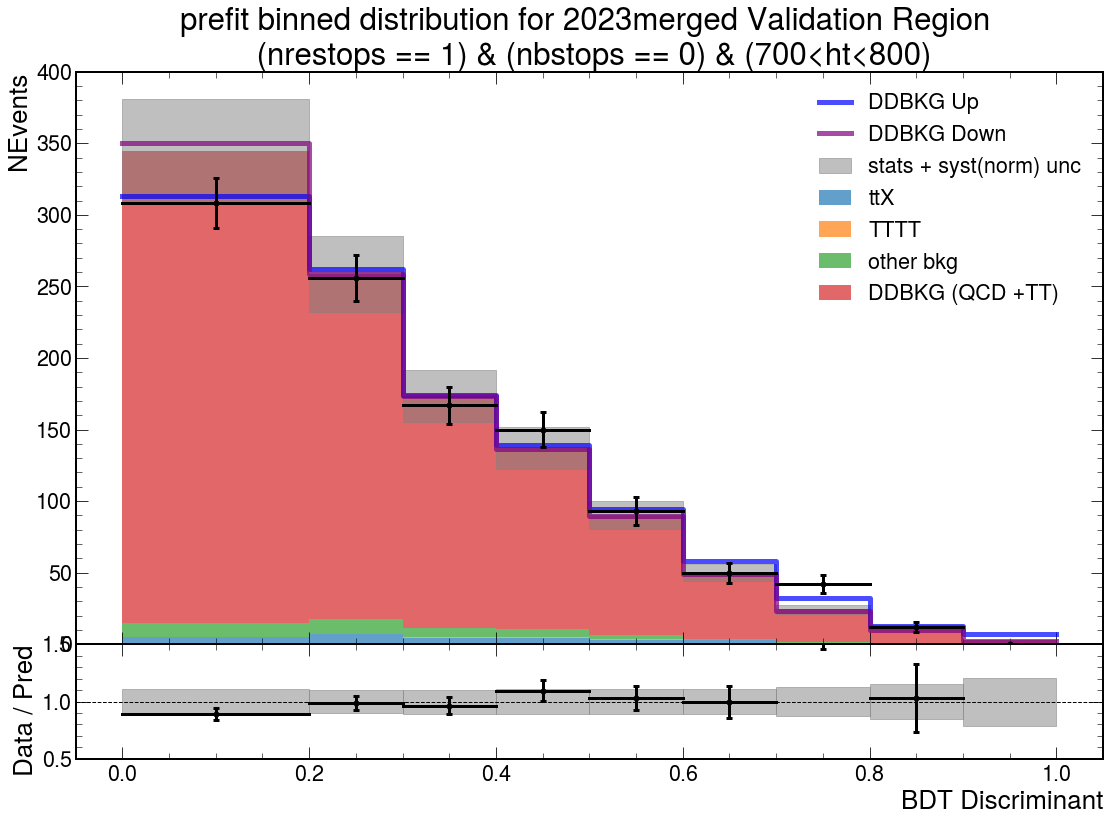 prefit binned distribution for 2023merged Validation Region
(nrestops == 1) & (nbstops == 0) & (700<ht<800)
NEvents
400
350
300
250
200
150
100
50
0
DDBKG Up
DDBKG Down
stats + syst(norm) unc
ttX
TTTT
other bkg
DDBKG (QCD +TT)
Data / Pred
1.5
1.0
0.5
0.0
0.2
0.4
0.6
0.8
1.0
BDT Discriminant